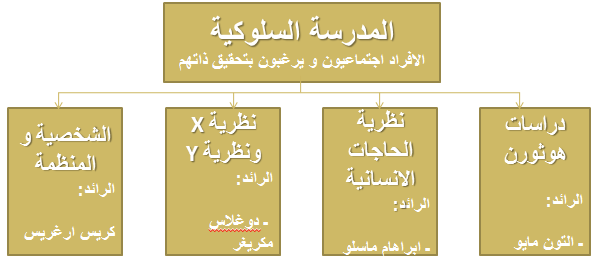 المدرسة السلوكية
الافراد اجتماعيون و يرغبون بتحقيق ذاتهم
دراسات
هوثورن
الرائد:
- التون مايو
نظرية
الحاجات
الانسانية
الرائد:
- ابراهام ماسلو
نظرية X
ونظرية Y
الرائد:
- دوغلاس
مكريغر
الشخصية و
المنظمة
الرائد:
كريس ارغريس